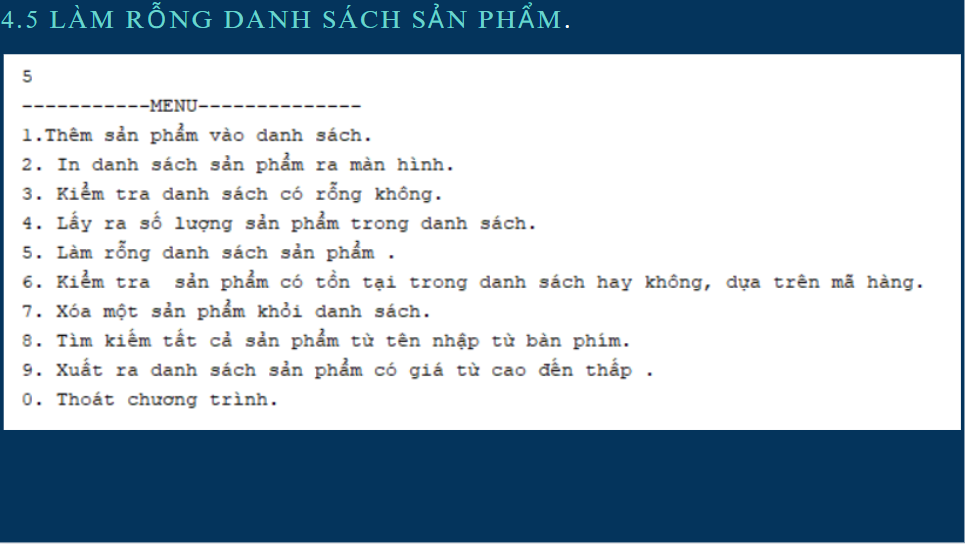 4.5 LÀM RỖNG DANH SÁCH SẢN PHẨM.
5
-----------MENU--------------
1.Thêm sản phẩm vào danh sách.
2. In danh sách sản phẩm ra màn hình.
3. Kiểm tra danh sách có rỗng không.
4. Lấy ra số lượng sản phẩm trong danh sách.
5. Làm rỗng danh sách sản phẩm .
6. Kiểm tra  sản phẩm có tồn tại trong danh sách hay không, dựa trên mã hàng.
7. Xóa một sản phẩm khỏi danh sách.
8. Tìm kiếm tất cả sản phẩm từ tên nhập từ bàn phím.
9. Xuất ra danh sách sản phẩm có giá từ cao đến thấp .
0. Thoát chương trình.